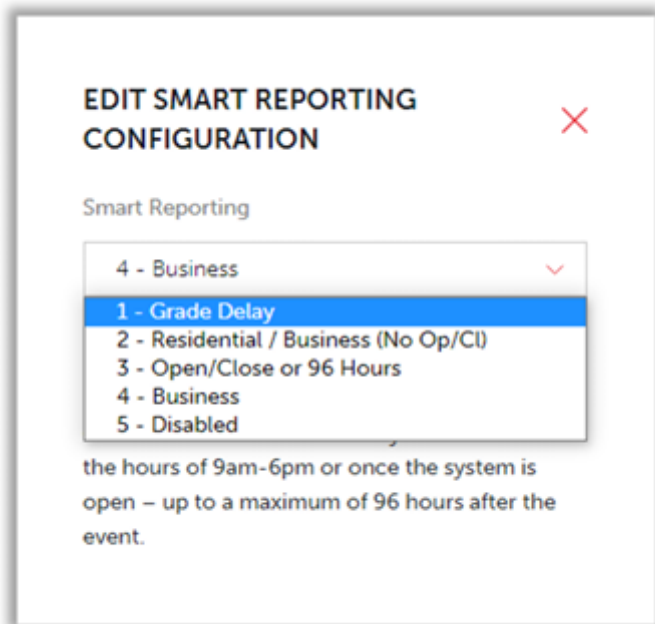 EDIT SMART REPORTING
CONFIGURATION
Smart Reporting
4 - Business
1 - Grade Delay
2 - Residential / Business (No Op/Cl)
3 - Open/Close or 96 Hours
4 - Business
5 - Disabled
the hours of 9am-6pm or once the system is
open – up to a maximum of 96 hours after the
event.